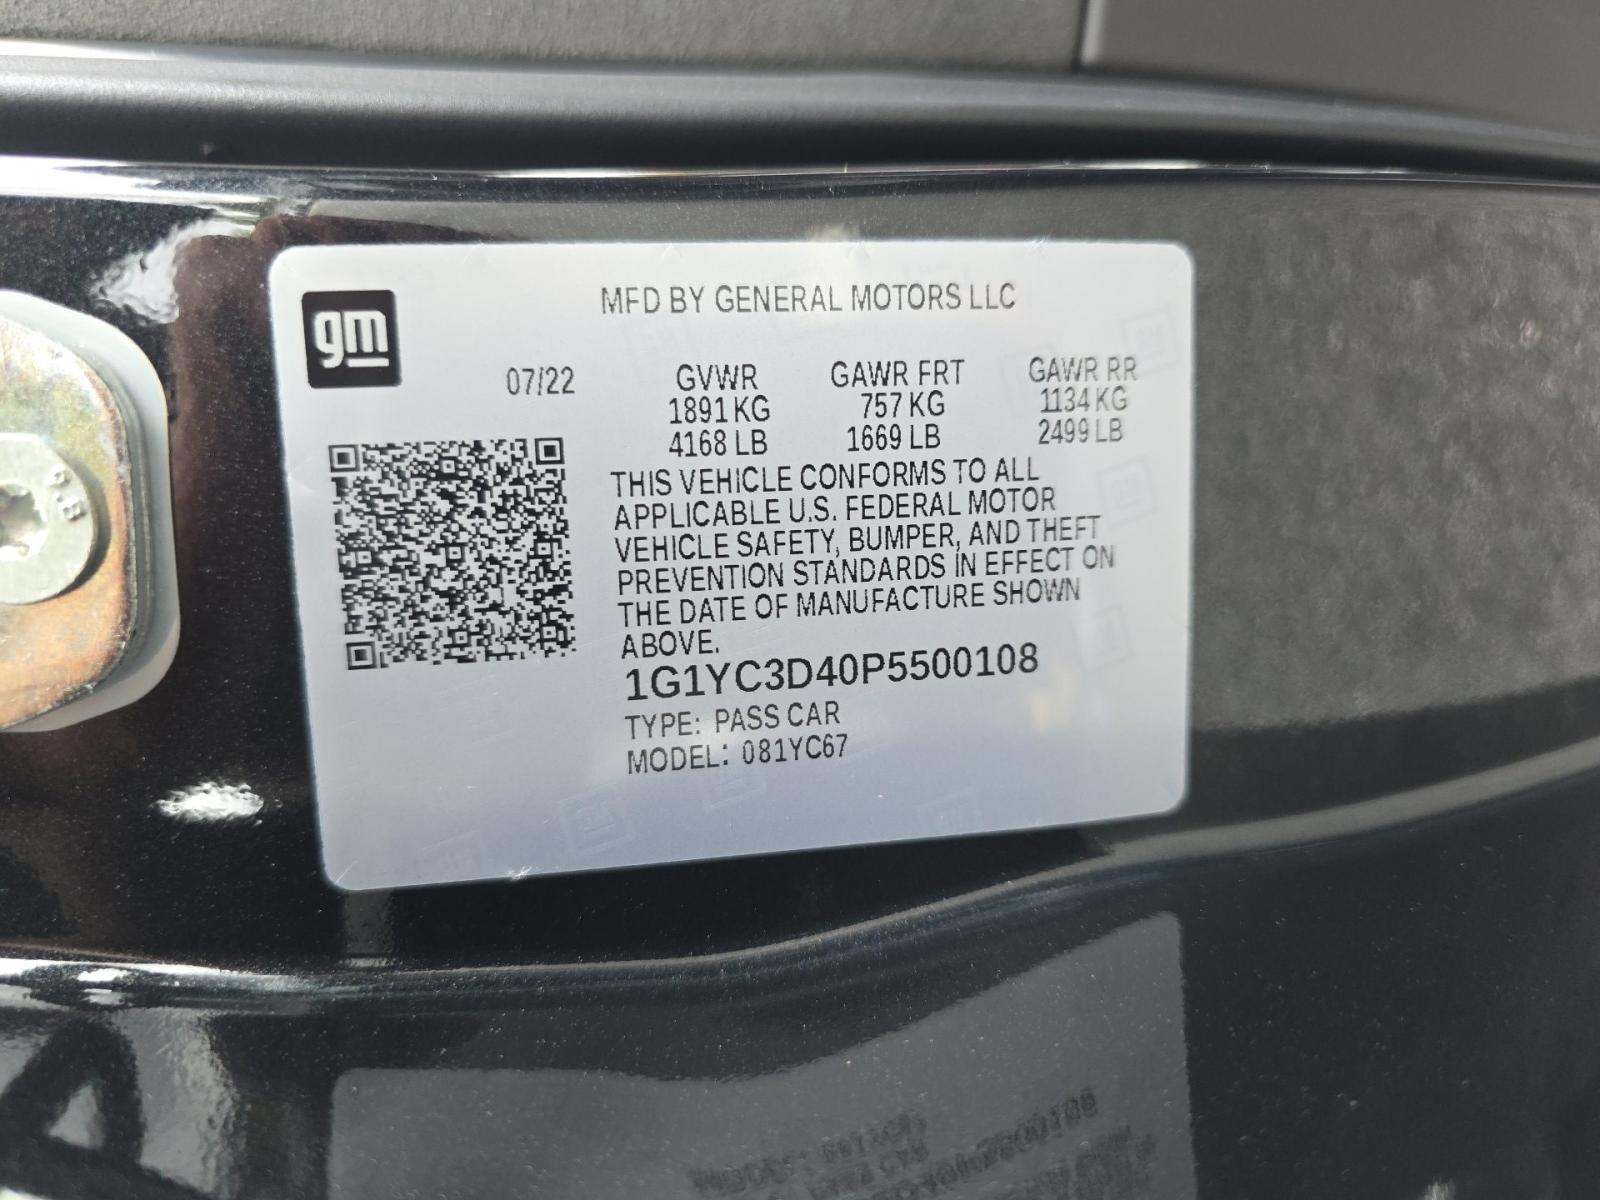 gm
MFD BY GENERAL MOTORS LLC
07/22
GVWR GAWR FRT GAWR RR
1891 KG 757 KG 1134 KG
4168 LB 1669 LB 2499 LB
THIS VEHICLE CONFORMS TO ALL
APPLICABLE U.S. FEDERAL MOTOR
VEHICLE SAFETY, BUMPER, AND THEFT
PREVENTION STANDARDS IN EFFECT ON
THE DATE OF MANUFACTURE SHOWN
ABOVE.
1G1YC3D40P5500108
TYPE: PASS CAR
MODEL: 081YC67
8.8